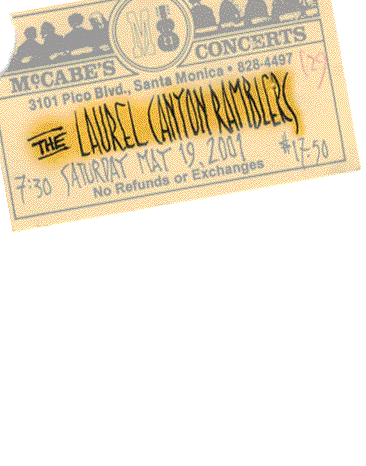 M
McCABE'S CONCERTS
3101 Pico Blvd., Santa Monica • 828-4497
THE LAUREL CANYON RAMBLERS
7:30 SATURDAY MAY 19, 2001 $17.50
No Refunds or Exchanges